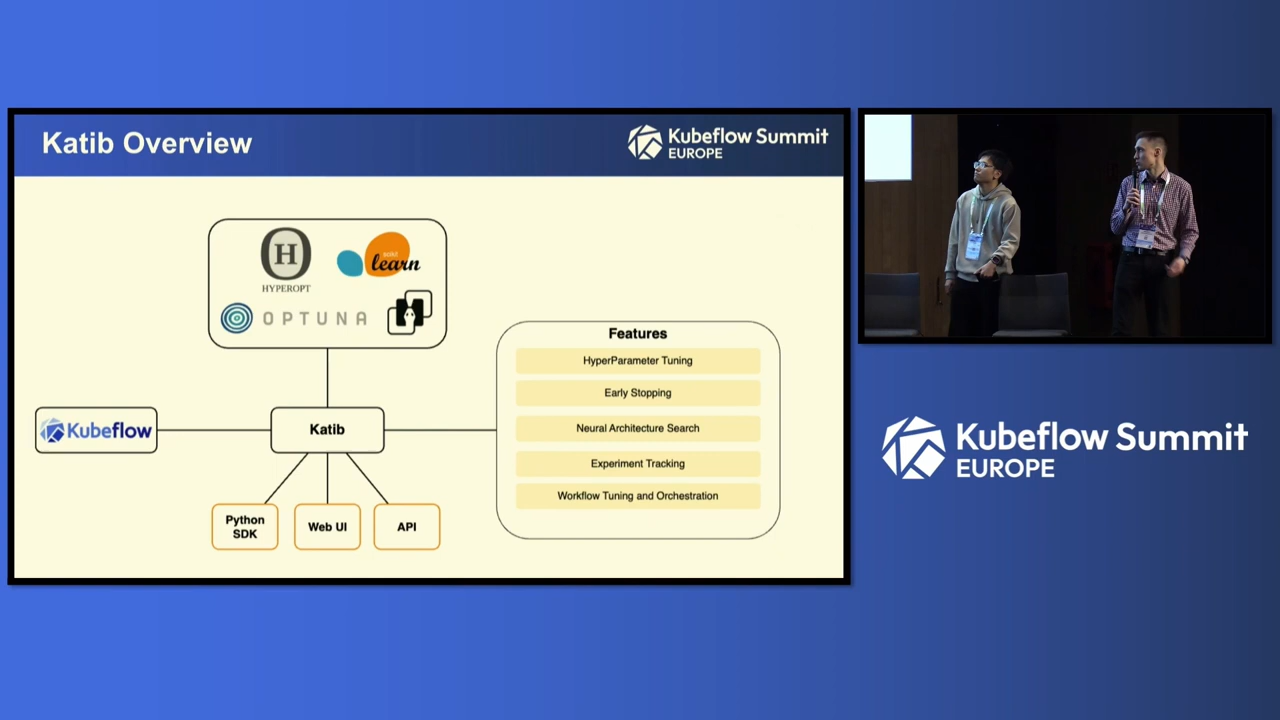 Katib Overview
Kubeflow Summit
EUROPE
H
HYPEROPT
scikit
learn
OPTUNA
Features
HyperParameter Tuning
Early Stopping
Neural Architecture Search
Experiment Tracking
Workflow Tuning and Orchestration
Kubeflow
Katib
Python
SDK
Web UI
API
Kubeflow Summit
EUROPE